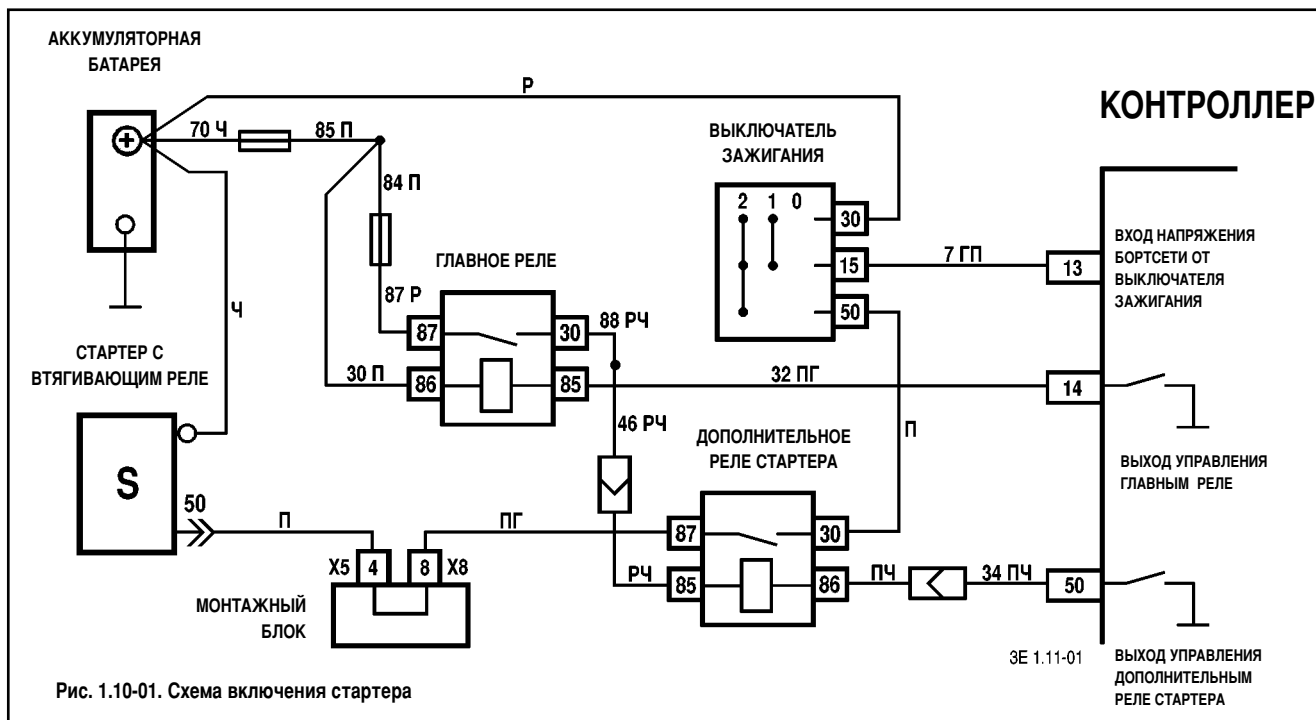 АККУМУЛЯТОРНАЯ
БАТАРЕЯ
Р
КОНТРОЛЛЕР
70 Ч
85 П
ВЫКЛЮЧАТЕЛЬ
ЗАЖИГАНИЯ
84 П
2 1 0
30
15
50
7 ГП
13
ВХОД НАПРЯЖЕНИЯ
БОРТСЕТИ ОТ
ВЫКЛЮЧАТЕЛЯ
ЗАЖИГАНИЯ
ГЛАВНОЕ РЕЛЕ
87 Р
Ч
87
30
88 РЧ
СТАРТЕР С
ВТЯГИВАЮЩИМ РЕЛЕ
30 П
86
85
32 ПГ
14
46 РЧ
П
ДОПОЛНИТЕЛЬНОЕ
РЕЛЕ СТАРТЕРА
ВЫХОД УПРАВЛЕНИЯ
ГЛАВНЫМ РЕЛЕ
S
50
П
ПГ
87
30
X5
4
8
X8
РЧ
85
86
ПЧ
34 ПЧ
50
МОНТАЖНЫЙ
БЛОК
3E 1.11-01
ВЫХОД УПРАВЛЕНИЯ
ДОПОЛНИТЕЛЬНЫМ
РЕЛЕ СТАРТЕРА
Рис. 1.10-01. Схема включения стартера